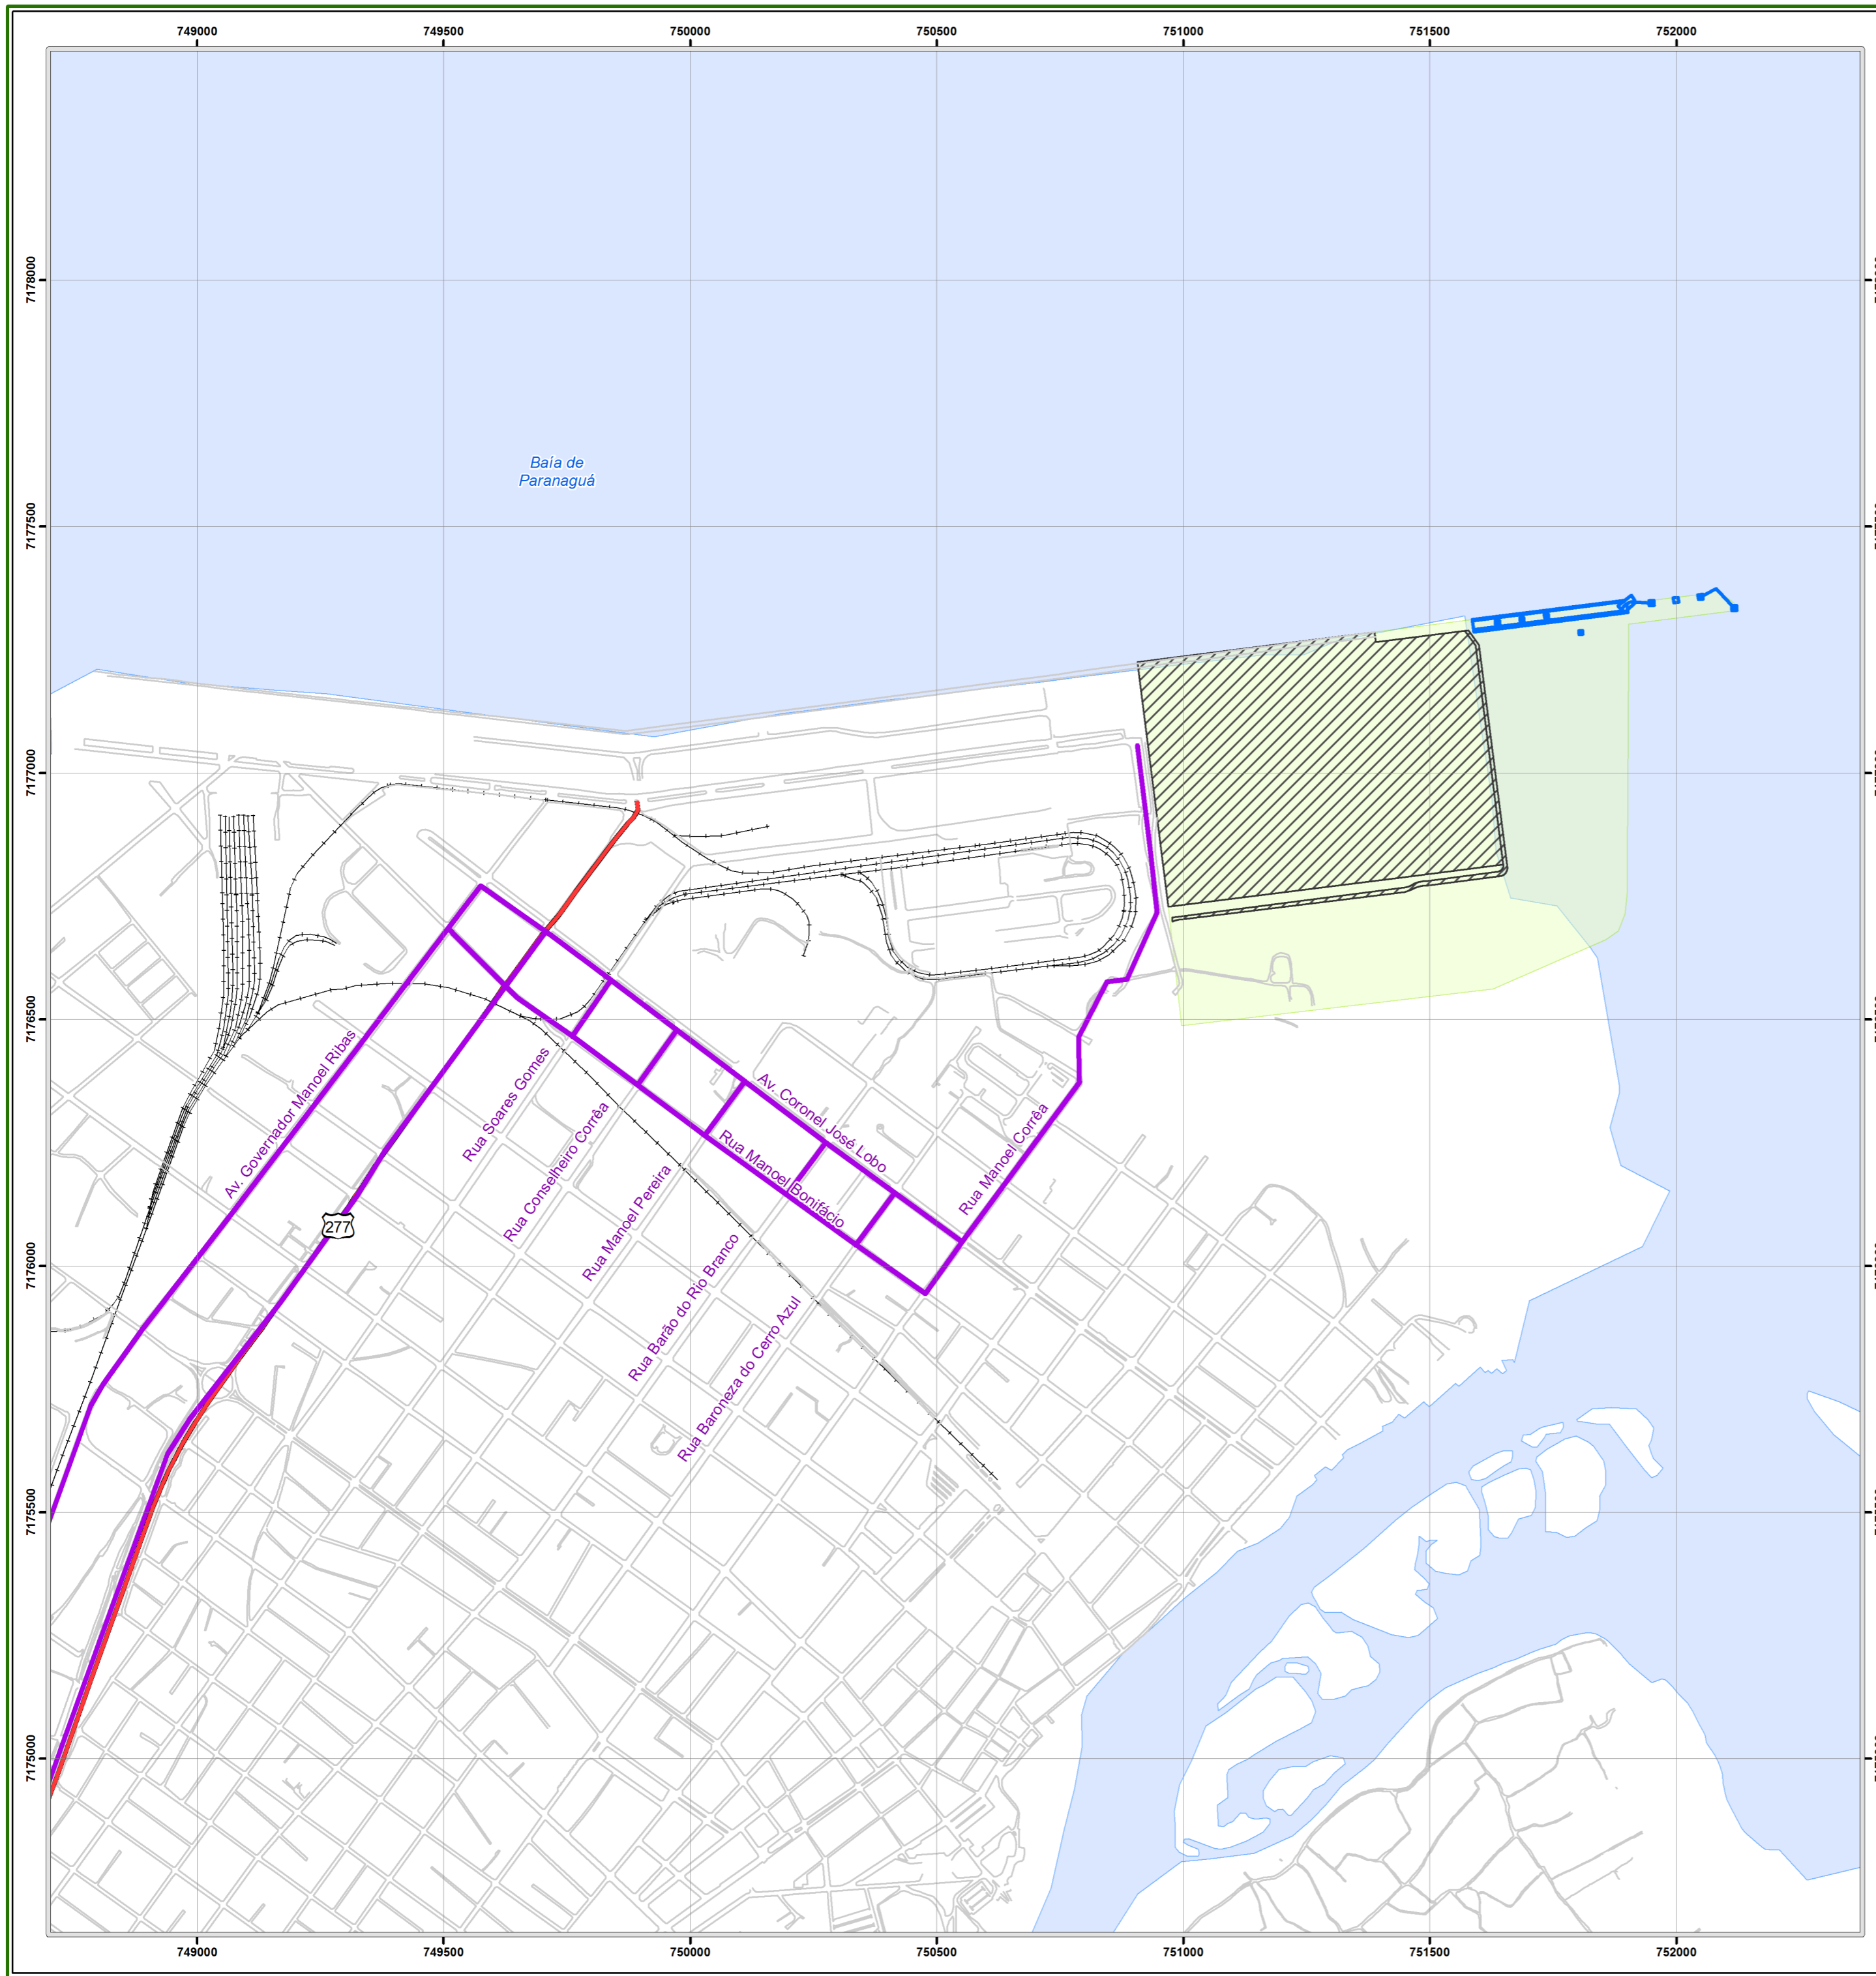 749000 749500 750000 750500 751000 751500 752000
7178000
7177500
7177000
7176500
7176000
7175500
7175000
Baía de
Paranaguá
Av. Governador Manoel Ribas
277
Rua Soares Gomes
Rua Conselheiro Corrêa
Rua Manoel Pereira
Rua Barão do Rio Branco
Rua Baroneza do Cerro Azul
Av. Coronel José Lobo
Rua Manoel Bonifácio
Rua Manoel Corrêa
749000 749500 750000 750500 751000 751500 752000